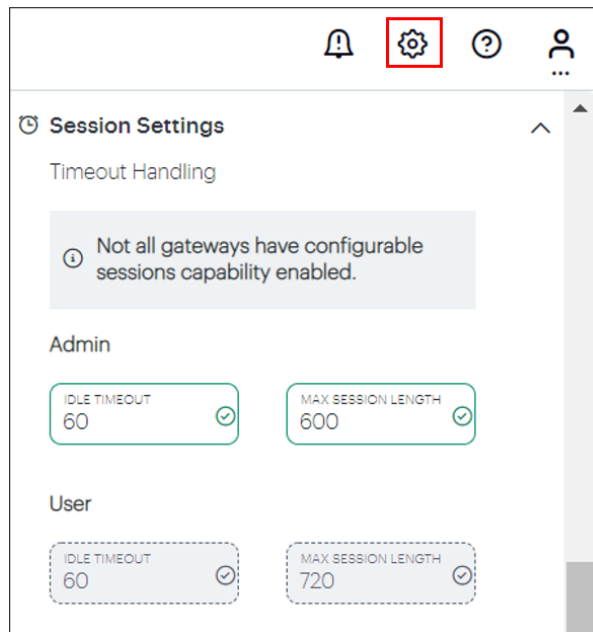 Session Settings
Timeout Handling
Not all gateways have configurable
sessions capability enabled.
Admin
IDLE TIMEOUT
60
MAX SESSION LENGTH
600
User
IDLE TIMEOUT
60
MAX SESSION LENGTH
720